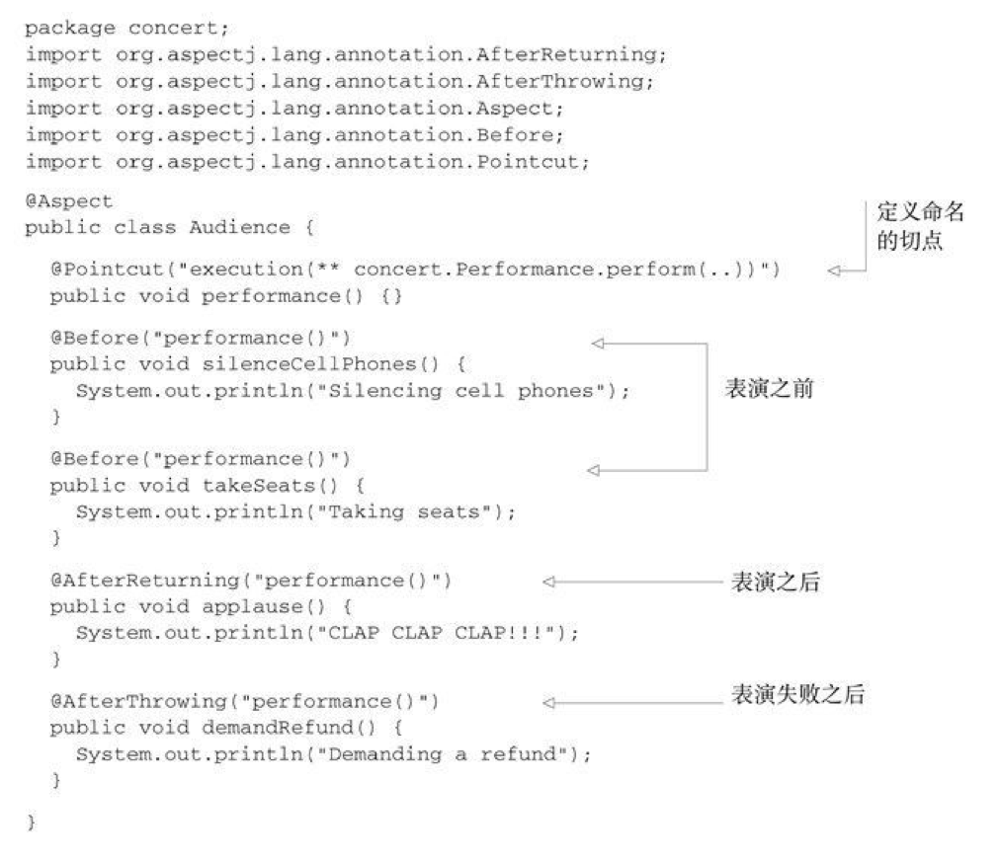 package concert;
import org.aspectj.lang.annotation.AfterReturning;
import org.aspectj.lang.annotation.AfterThrowing;
import org.aspectj.lang.annotation.Aspect;
import org.aspectj.lang.annotation.Before;
import org.aspectj.lang.annotation.Pointcut;
@Aspect
public class Audience {
定义命名
的切点
@Pointcut("execution(** concert.Performance.perform(..))")
public void performance() {}
@Before("performance()")
public void silenceCellPhones() {
System.out.println("Silencing cell phones");
}
表演之前
@Before("performance()")
public void takeSeats() {
System.out.println("Taking seats");
}
@AfterReturning("performance()")
表演之后
public void applause() {
System.out.println("CLAP CLAP CLAP!!!");
}
@AfterThrowing("performance()")
表演失败之后
public void demandRefund() {
System.out.println("Demanding a refund");
}
}